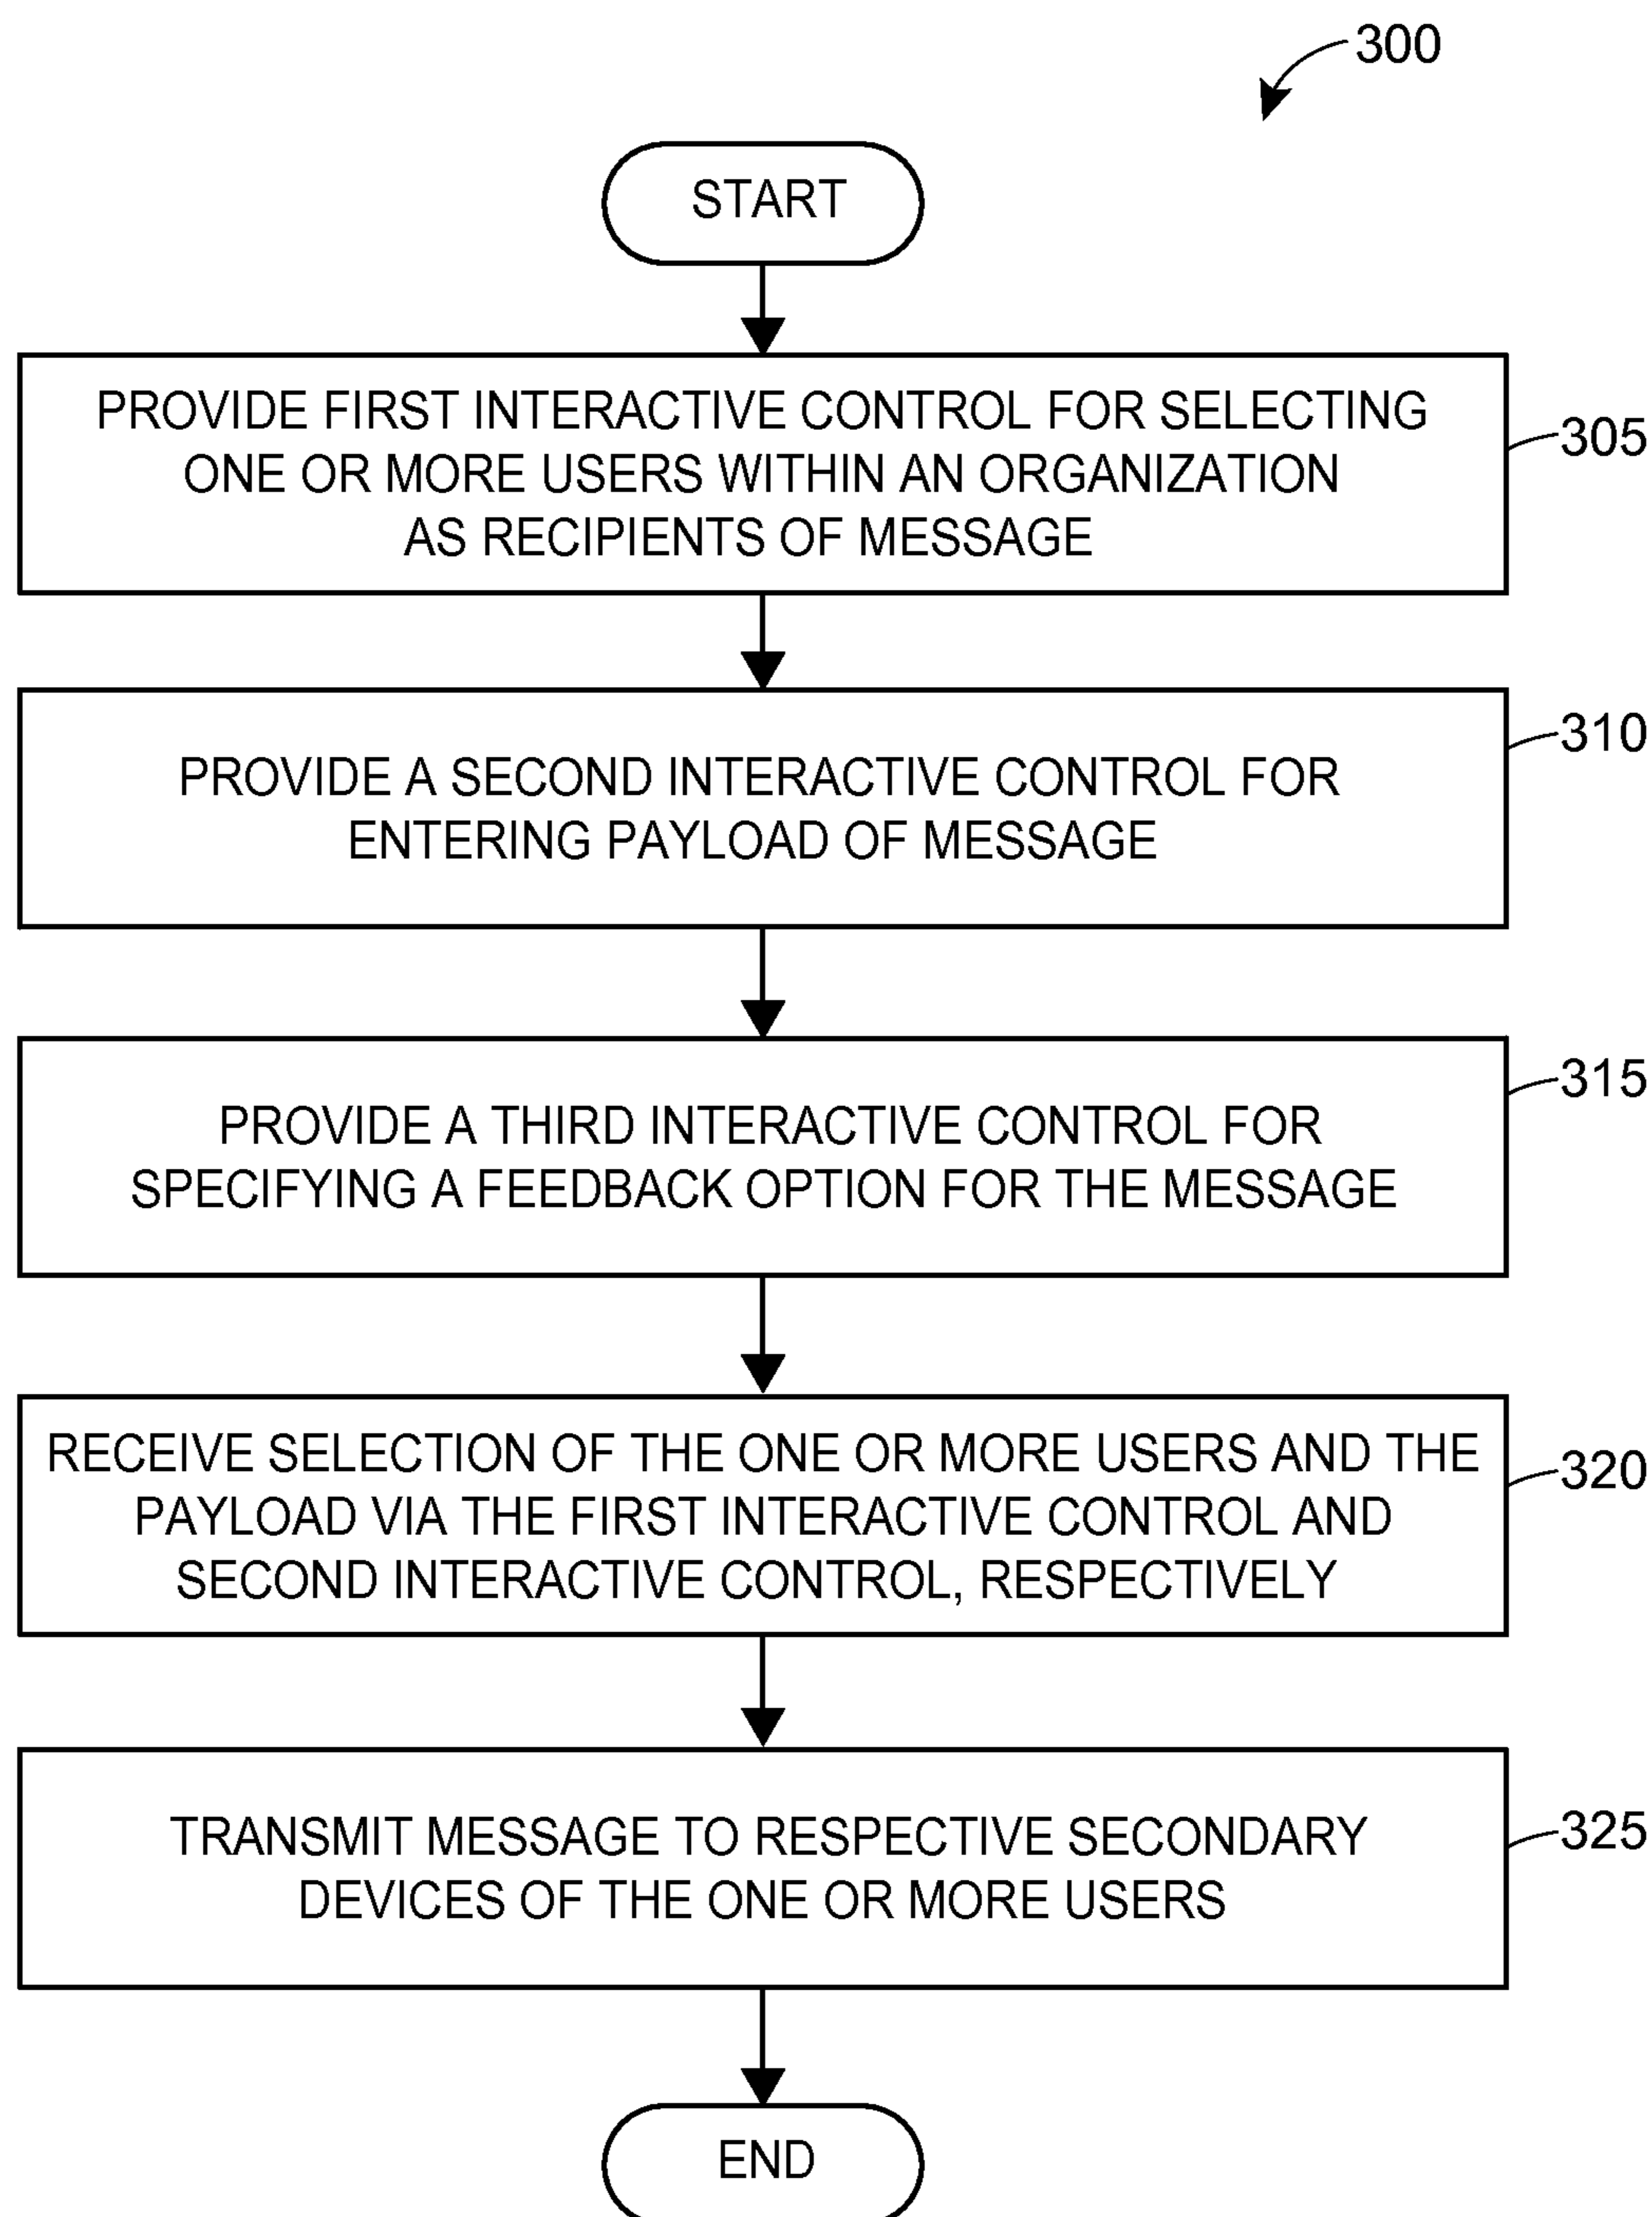 300
START
PROVIDE FIRST INTERACTIVE CONTROL FOR SELECTING
ONE OR MORE USERS WITHIN AN ORGANIZATION
AS RECIPIENTS OF MESSAGE
305
PROVIDE A SECOND INTERACTIVE CONTROL FOR
ENTERING PAYLOAD OF MESSAGE
310
PROVIDE A THIRD INTERACTIVE CONTROL FOR
SPECIFYING A FEEDBACK OPTION FOR THE MESSAGE
315
RECEIVE SELECTION OF THE ONE OR MORE USERS AND THE
PAYLOAD VIA THE FIRST INTERACTIVE CONTROL AND
SECOND INTERACTIVE CONTROL, RESPECTIVELY
320
TRANSMIT MESSAGE TO RESPECTIVE SECONDARY
DEVICES OF THE ONE OR MORE USERS
325
END